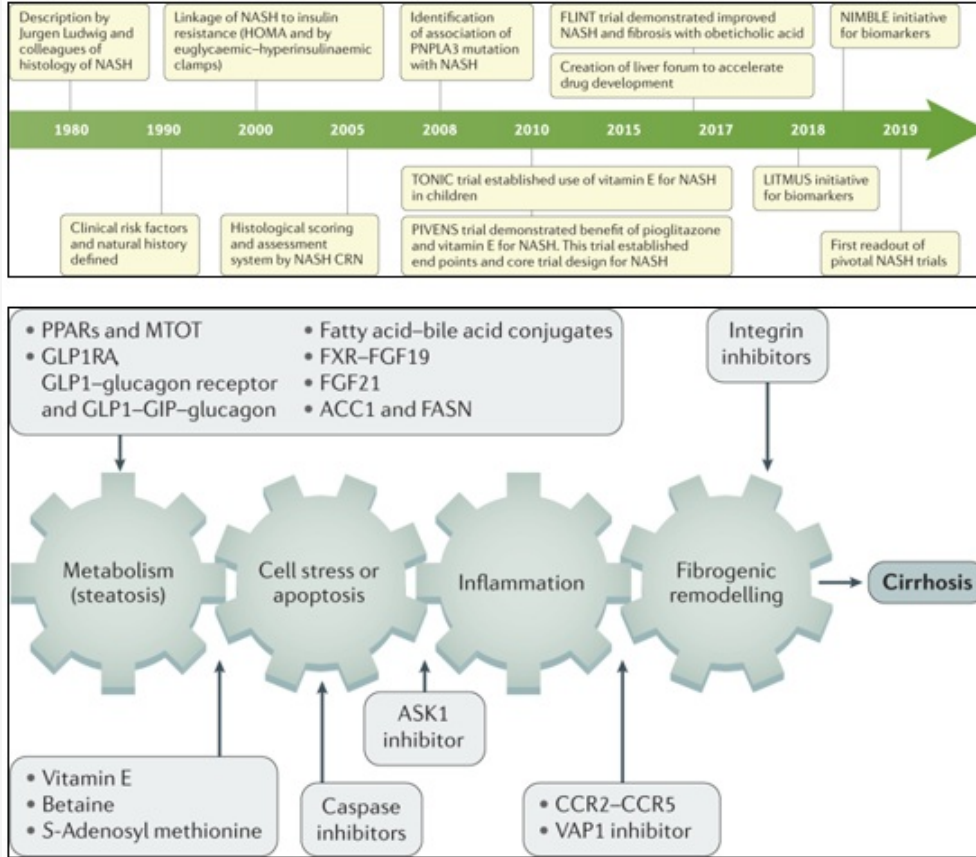 Description by
Jurgen Ludwig and
colleagues of
histology of NASH
Linkage of NASH to insulin
resistance (HOMA and by
euglycaemic–hyperinsulinaemic
clamps)
Identification
of association of
PNPLA3 mutation
with NASH
FLINT trial demonstrated improved
NASH and fibrosis with obeticholic acid
Creation of liver forum to accelerate
drug development
NIMBLE initiative
for biomarkers
1980 1990 2000 2005 2008 2010 2015 2017 2018 2019
Clinical risk factors
and natural history
defined
Histological scoring
and assessment
system by NASH CRN
TONIC trial established use of vitamin E for NASH
in children
PIVENS trial demonstrated benefit of pioglitazone
and vitamin E for NASH. This trial established
end points and core trial design for NASH
LITMUS initiative
for biomarkers
First readout of
pivotal NASH trials
• PPARs and MTOT
• GLP1RA,
GLP1–glucagon receptor
and GLP1–GIP–glucagon
• Fatty acid–bile acid conjugates
• FXR–FGF19
• FGF21
• ACC1 and FASN
Integrin
inhibitors
Metabolism
(steatosis)
Cell stress or
apoptosis
Inflammation
Fibrogenic
remodelling
Cirrhosis
• Vitamin E
• Betaine
• S-Adenosyl methionine
Caspase
inhibitors
ASK1
inhibitor
• CCR2–CCR5
• VAP1 inhibitor